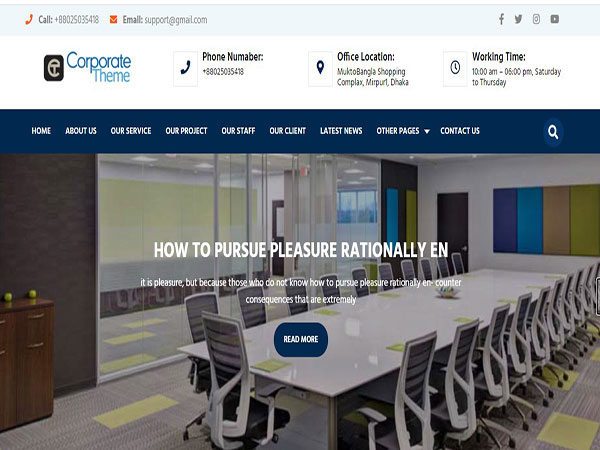 Call: +88025035418 Email: support@gmail.com
Corporate
Theme
Phone Numaber:
+88025035418
Office Location:
MuktoBangla Shopping
Complax, Mirpur1, Dhaka
Working Time:
10:00 am – 06:00 pm, Saturday
to Thursday
HOME ABOUT US OUR SERVICE OUR PROJECT OUR STAFF OUR CLIENT LATEST NEWS OTHER PAGES CONTACT US
HOW TO PURSUE PLEASURE RATIONALLY EN
it is pleasure, but because those who do not know how to pursue pleasure rationally en- counter
consequences that are extremely
READ MORE